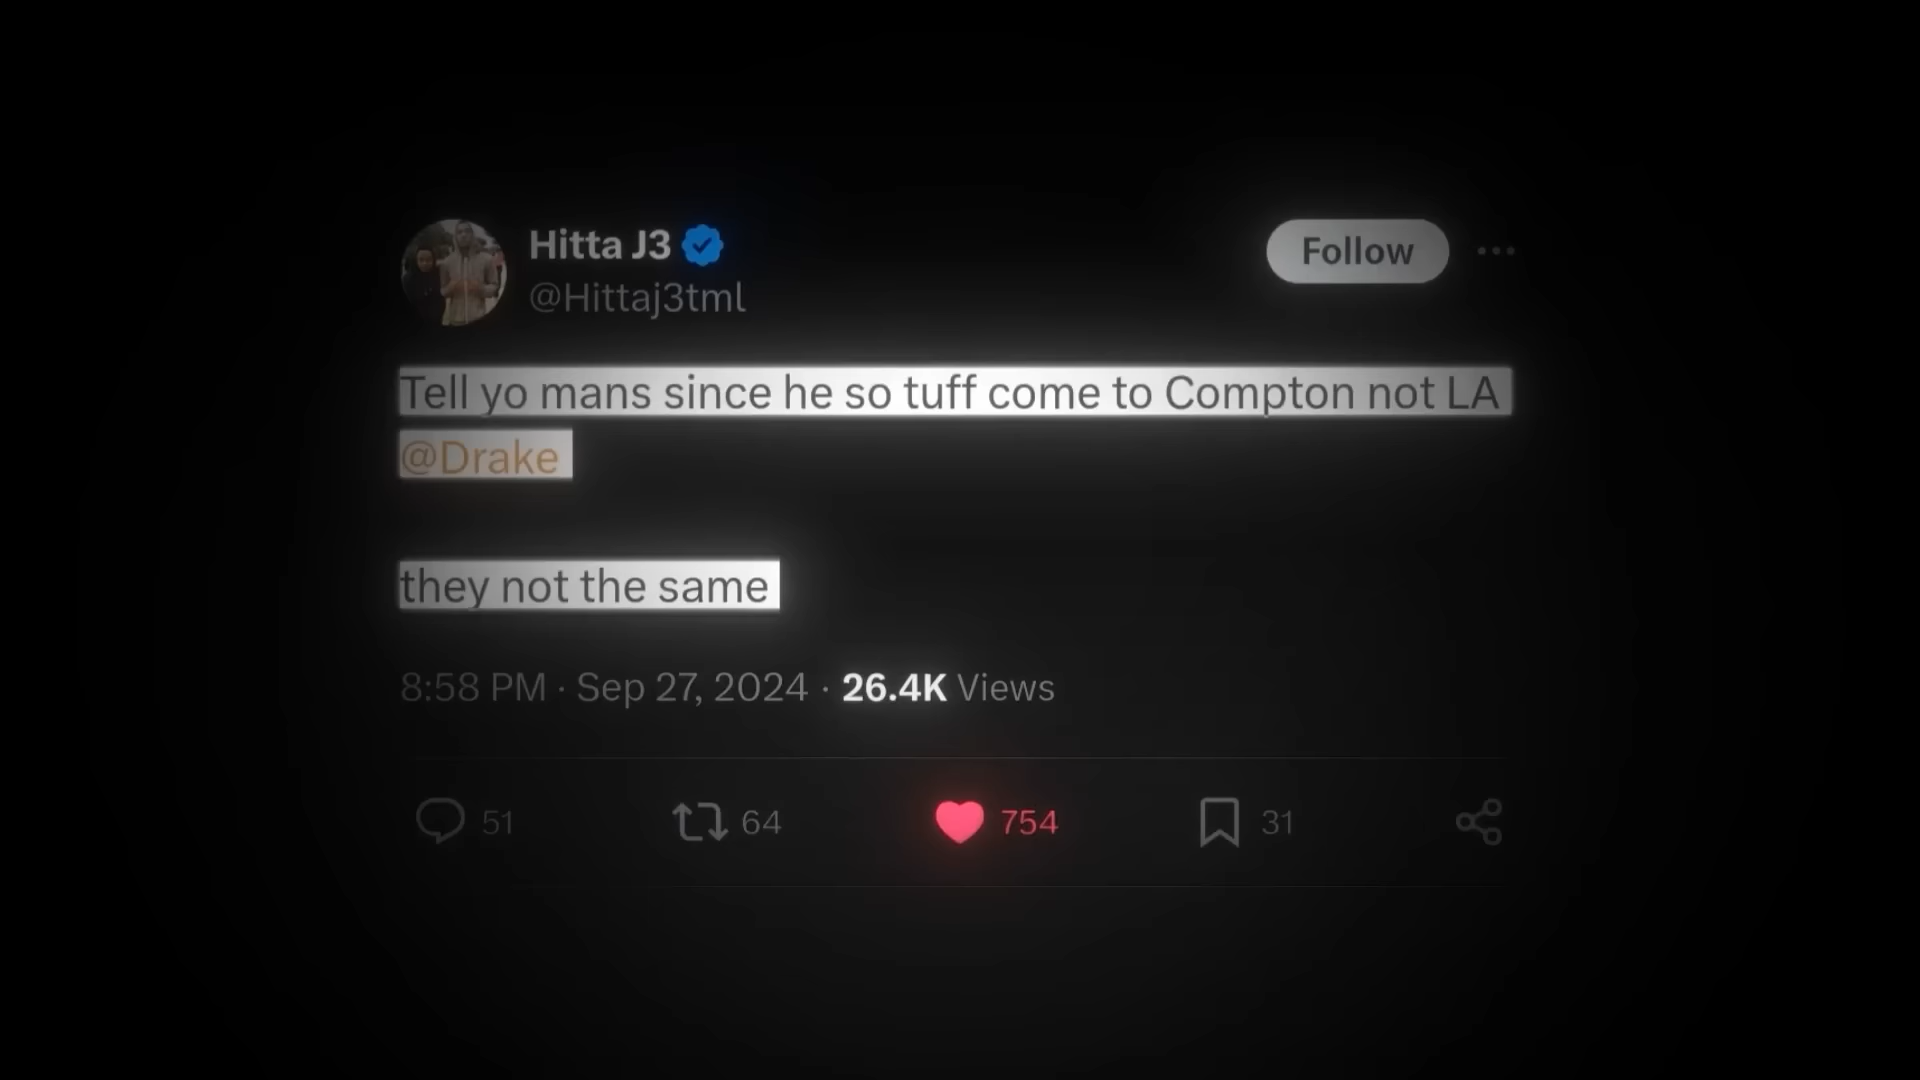 Hitta J3
@Hittaj3tml
Follow
Tell yo mans since he so tuff come to Compton not LA
@Drake
they not the same
8:58 PM · Sep 27, 2024 · 26.4K Views
51 64 754 31